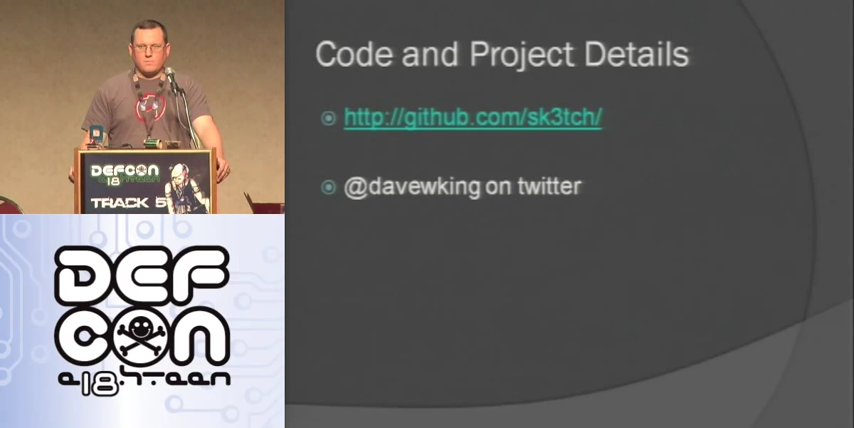 Code and Project Details
http://github.com/sk3tch/
@davewking on twitter
DEFCON
18
TRACK 5
DEF
CON
e18hteen